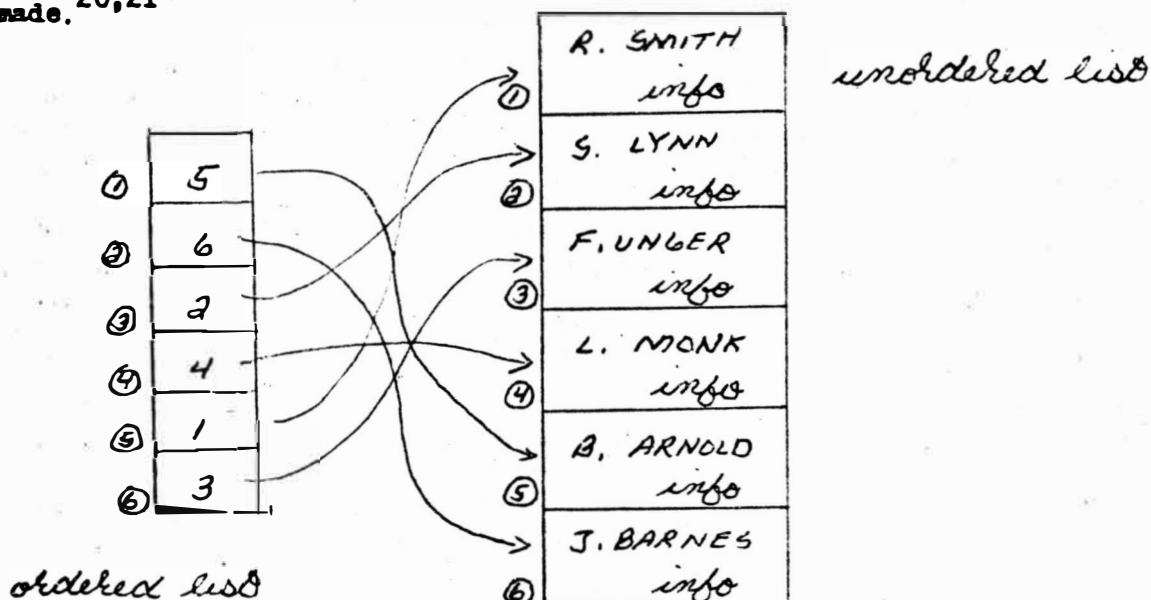 made. 20,21
unordered list
① R. SMITH
info
② S. LYNN
info
③ F. UNGER
info
④ L. MONK
info
⑤ B. ARNOLD
info
⑥ J. BARNES
info
① 5
② 6
③ 2
④ 4
⑤ 1
⑥ 3
ordered list